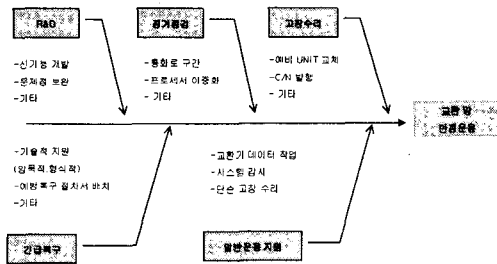 R&D
정기점검
고장수리
-신기능 개발
-문제점 보완
-기타
-통화로 구간
-프로세서 이중화
-기타
-예비 UNIT 교체
-C/N 발행
-기타
교환 망
안정운용
-기술적 지원
(암묵적,형식적)
-예방 복구 절차서 배치
-기타
-교환기 데이터 작업
-시스템 감시
-단순 고장 수리
긴급복구
일반운용 지원